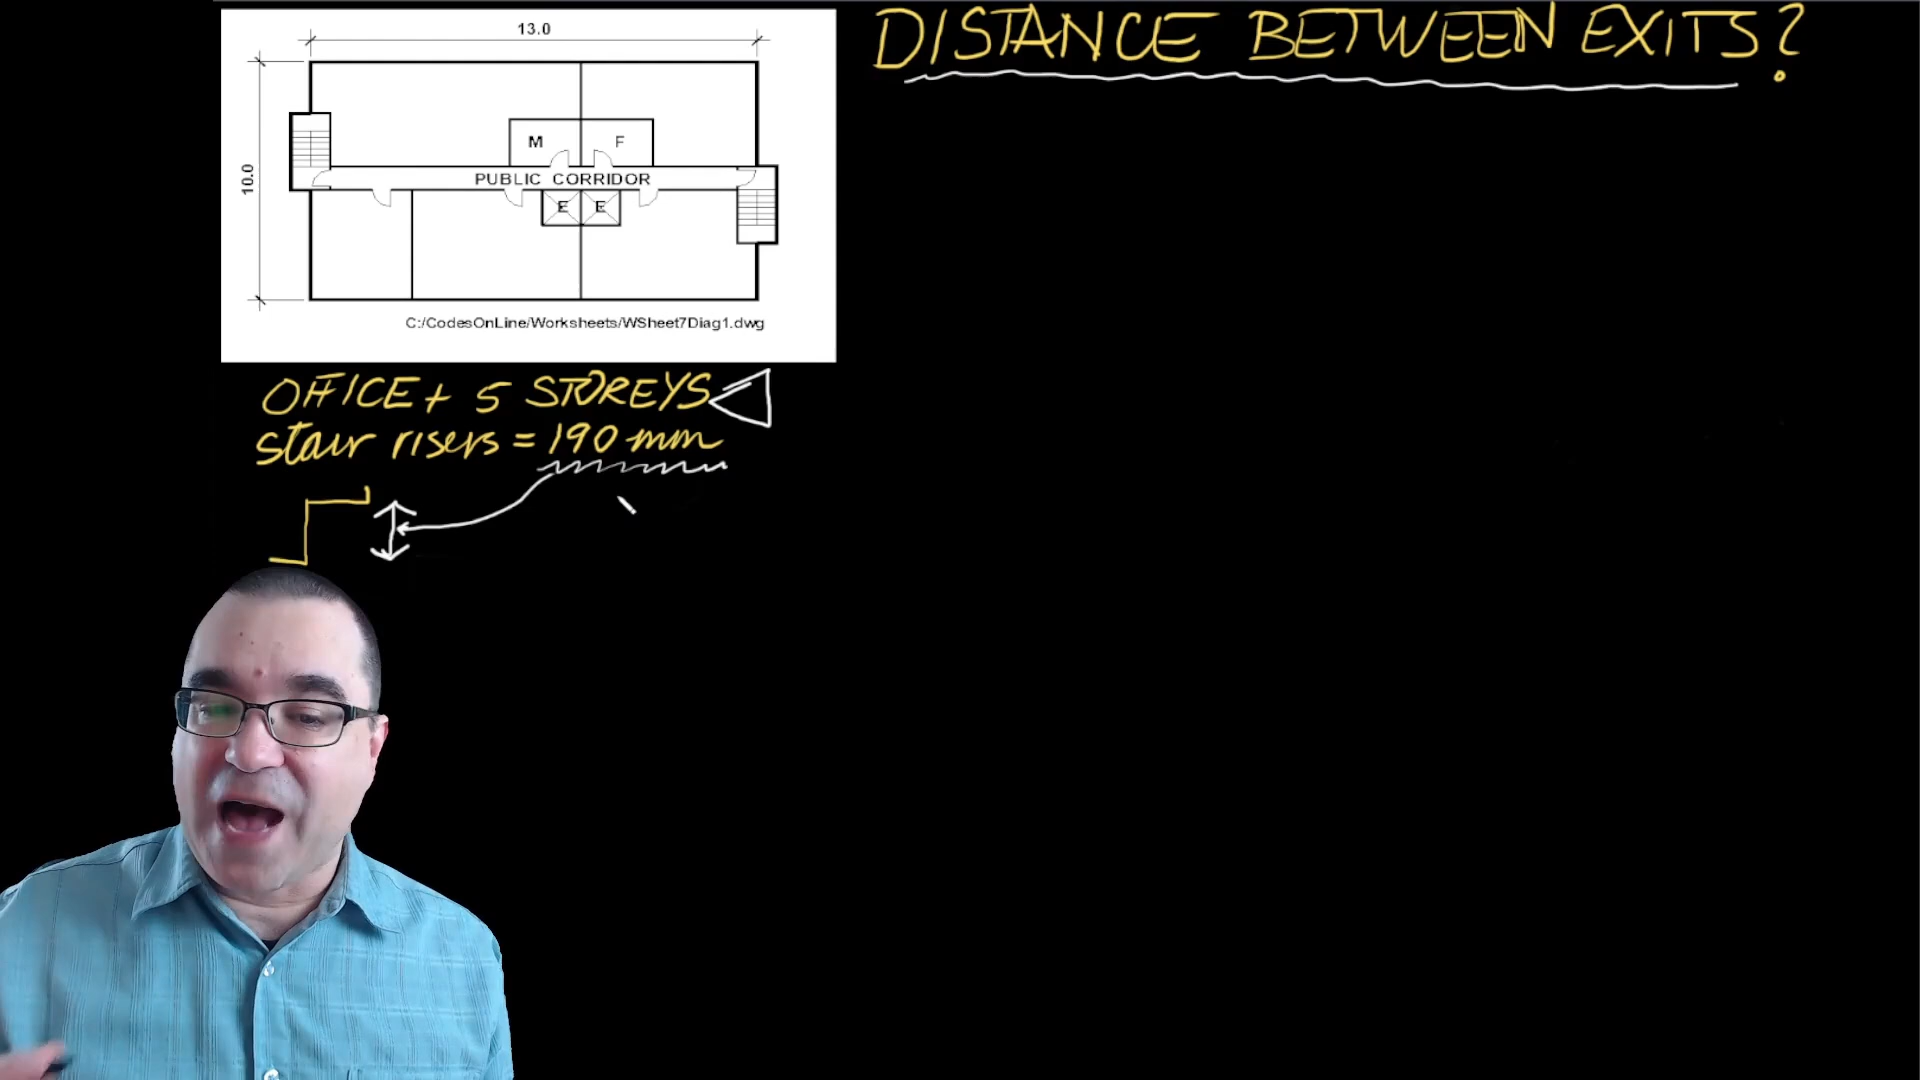 13.0
DISTANCE BETWEEN EXITS?
10.0
M F
PUBLIC CORRIDOR
E E
C:/CodesOnLine/Worksheets/WSheet7Diag1.dwg
OFFICE + 5 STOREYS
stair risers = 190 mm